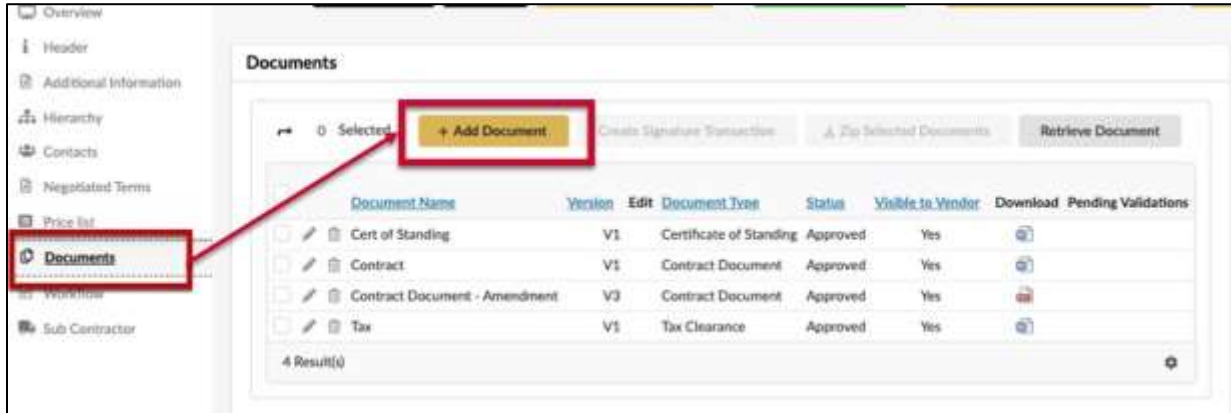 Overview
Header
Additional Information
Hierarchy
Contacts
Negotiated Terms
Price list
Documents
Workflow
Sub Contractor
Documents
0 Selected + Add Document Create Signature Transaction Zip Selected Documents Retrieve Document
Document Name Version Edit Document Type Status Visible to Vendor Download Pending Validations
Cert of Standing V1 Certificate of Standing Approved Yes
Contract V1 Contract Document Approved Yes
Contract Document - Amendment V3 Contract Document Approved Yes
Tax V1 Tax Clearance Approved Yes
4 Result(s)